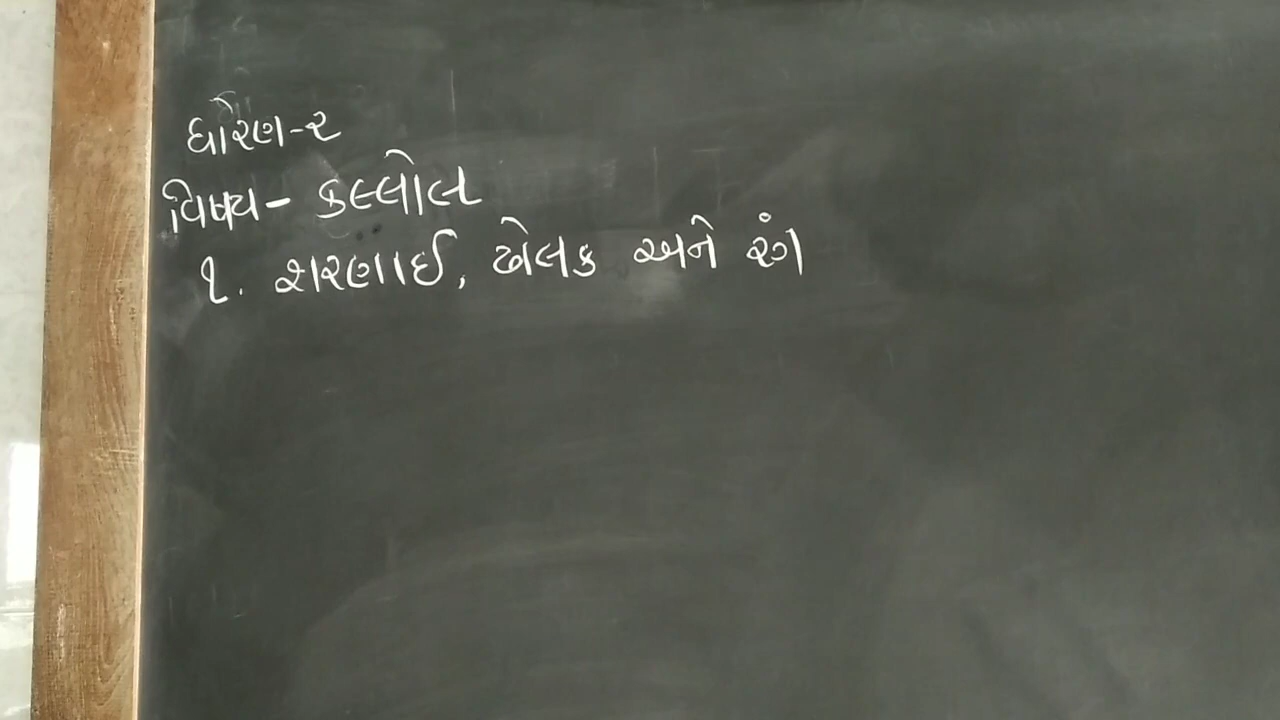 ધોરણ-૨
વિષય- કલ્લોલ
૧. શરણાઈ, ઢોલક અને રંગ